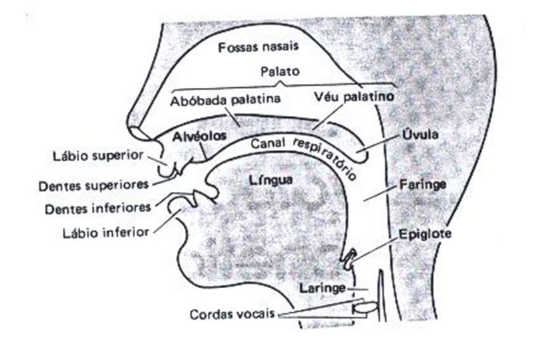 Fossas nasais
Palato
Abóbada palatina
Véu palatino
Alvéolos
Canal respiratório
Úvula
Lábio superior
Dentes superiores
Língua
Faringe
Dentes inferiores
Lábio inferior
Epiglote
Laringe
Cordas vocais